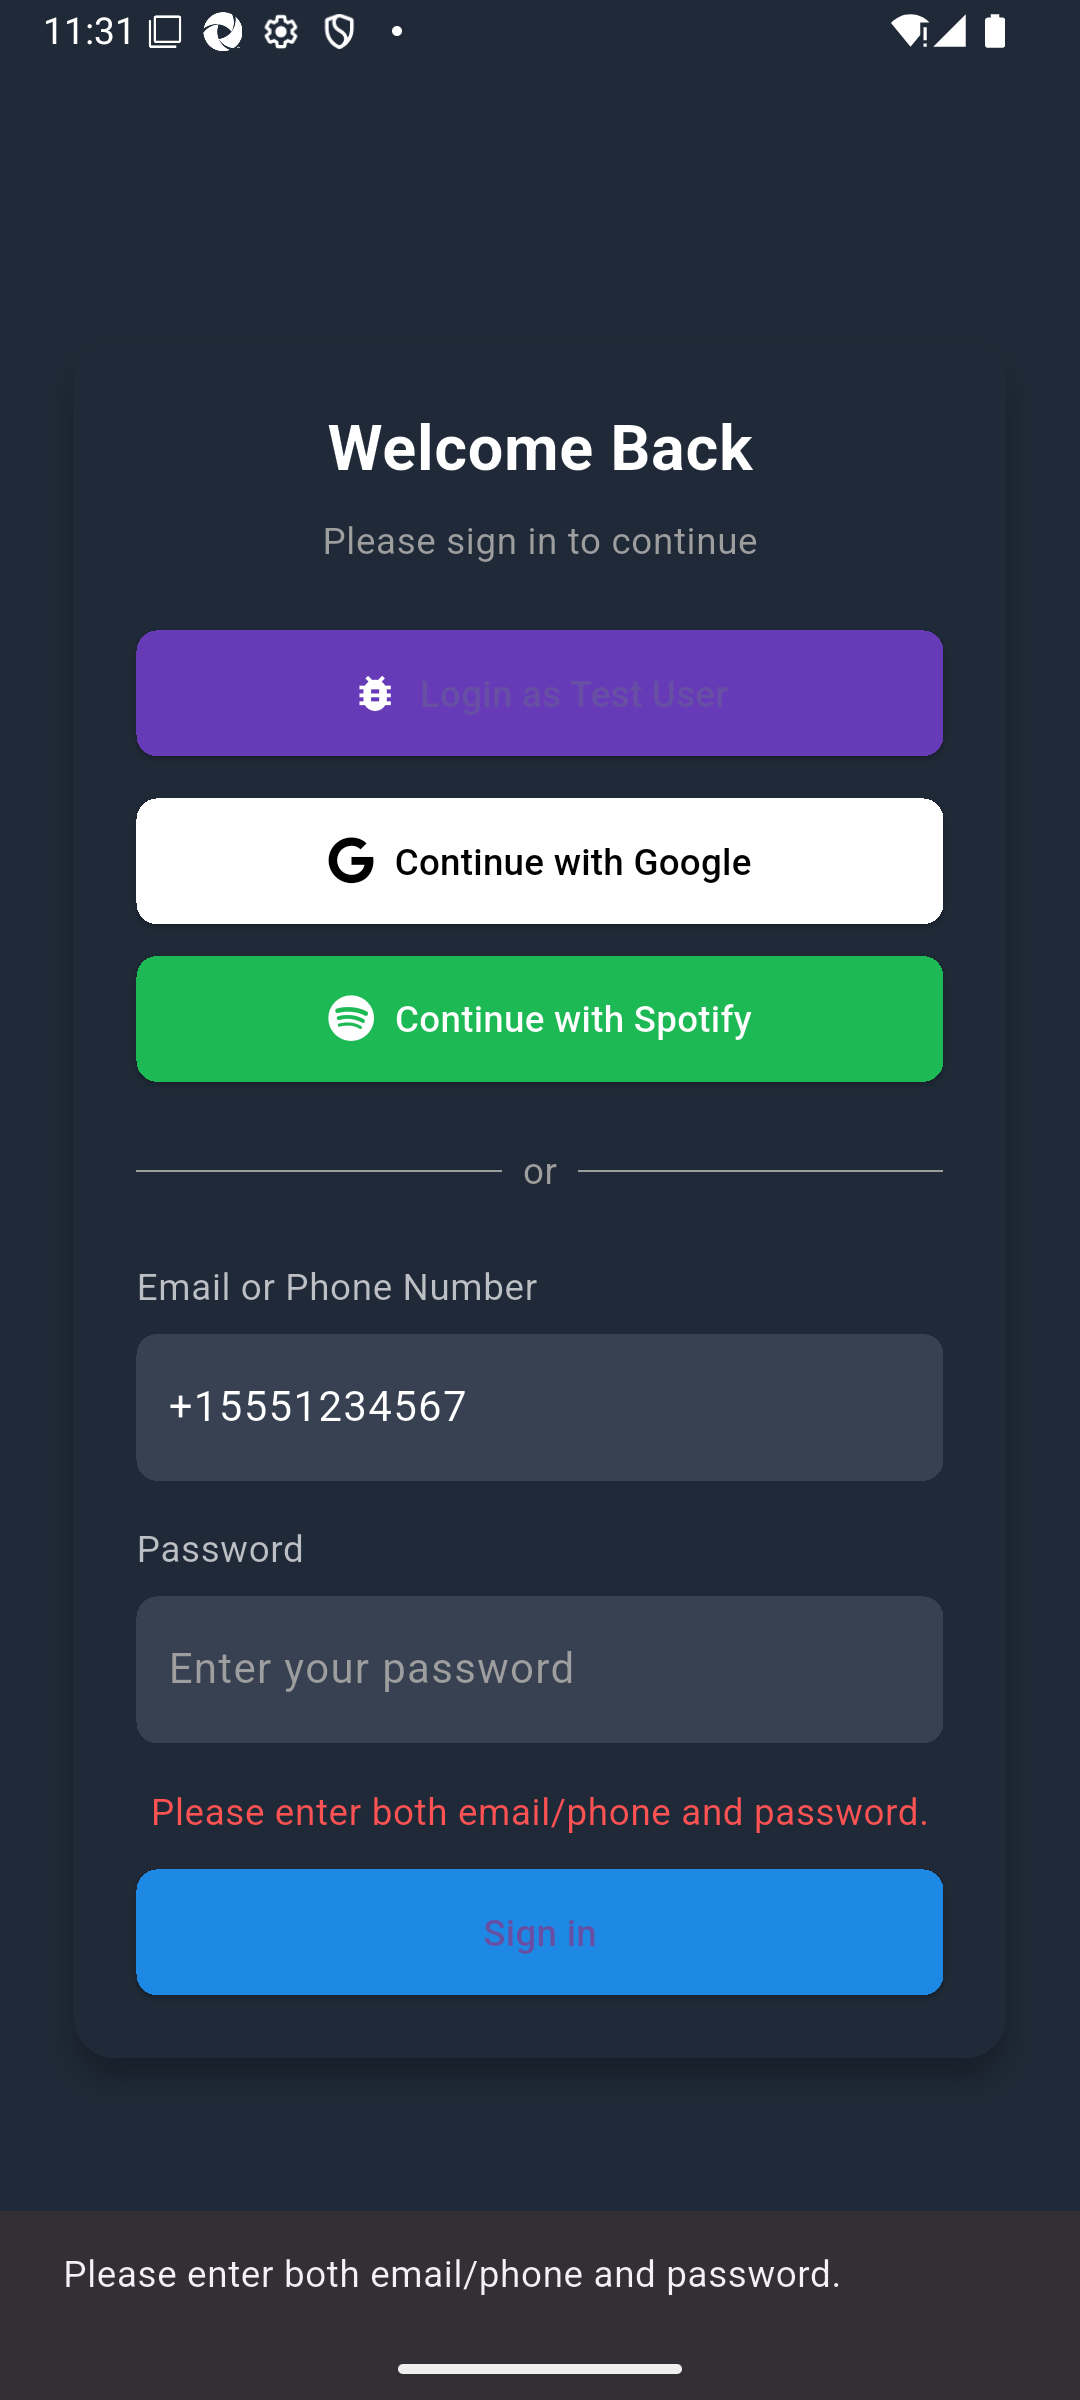 11:31
Welcome Back
Please sign in to continue
Login as Test User
Continue with Google
Continue with Spotify
or
Email or Phone Number
+15551234567
Password
Enter your password
Please enter both email/phone and password.
Sign in
Please enter both email/phone and password.